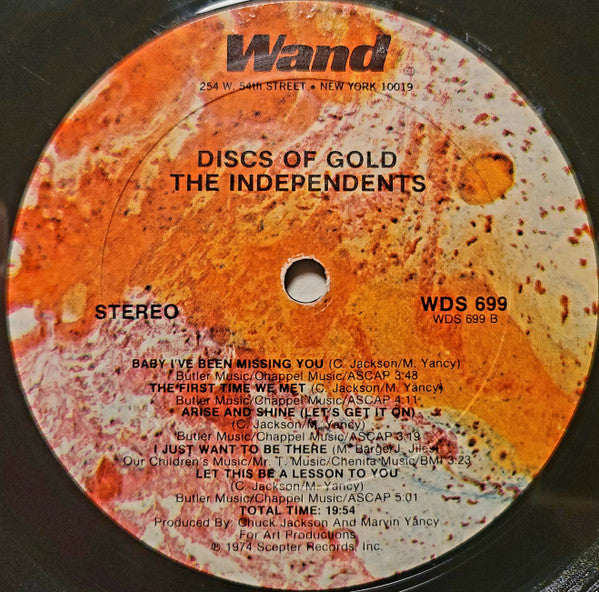 Wand
254 W. 54th STREET • NEW YORK 10019
DISCS OF GOLD
THE INDEPENDENTS
STEREO
WDS 699
WDS 699 B
BABY I'VE BEEN MISSING YOU (C. Jackson/M. Yancy)
Butler Music/Chappel Music/ASCAP 3:48
THE FIRST TIME WE MET (C. Jackson/M. Yancy)
Butler Music/Chappel Music/ASCAP 4:11
ARISE AND SHINE (LET'S GET IT ON)
(C. Jackson/M. Yancy)
Butler Music/Chappel Music/ASCAP 3:19
I JUST WANT TO BE THERE (M. Barge/J. Jiles)
Our Children's Music/Mr. T. Music/Chenita Music/BMI 3:23
LET THIS BE A LESSON TO YOU
(C. Jackson/M. Yancy)
Butler Music/Chappel Music/ASCAP 5:01
TOTAL TIME: 19:54
Produced By: Chuck Jackson And Marvin Yancy
For Art Productions
℗ 1974 Scepter Records, Inc.